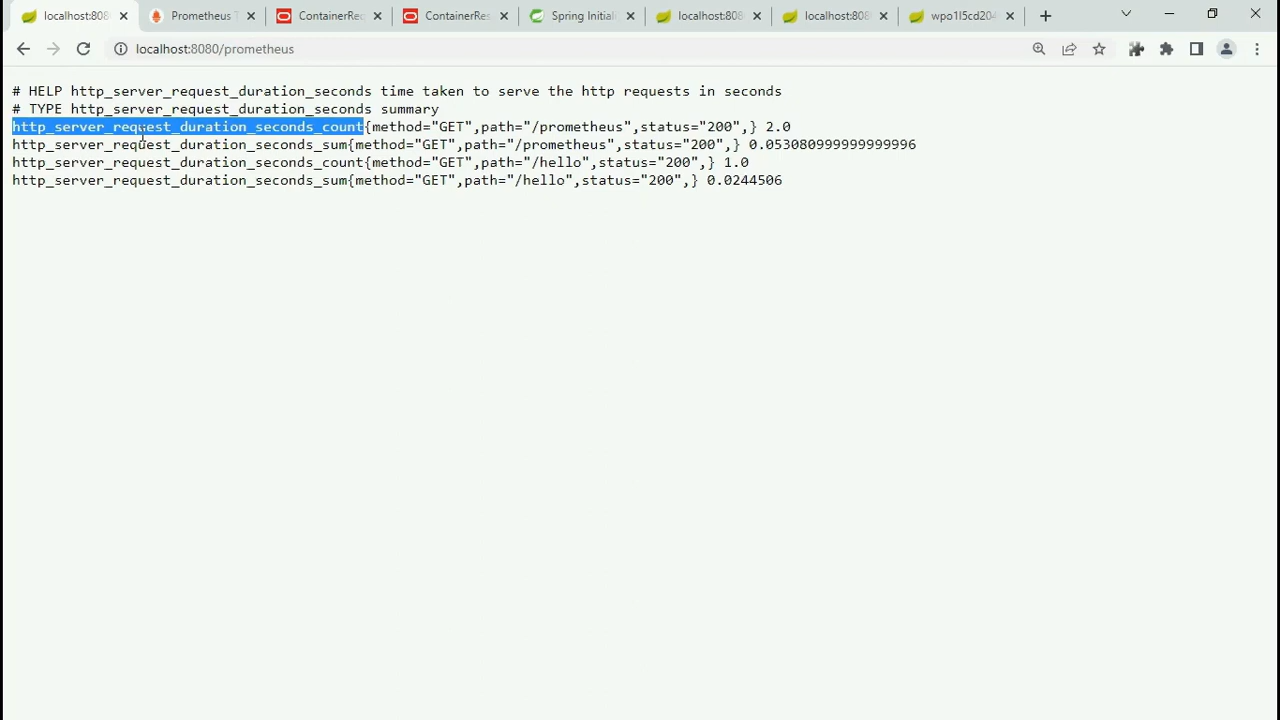 localhost:808
Prometheus T
ContainerRec
ContainerRes
Spring Initial
localhost:808
localhost:808
wpo1l5cd204
localhost:8080/prometheus
# HELP http_server_request_duration_seconds time taken to serve the http requests in seconds
# TYPE http_server_request_duration_seconds summary
http_server_request_duration_seconds_count{method="GET",path="/prometheus",status="200",} 2.0
http_server_request_duration_seconds_sum{method="GET",path="/prometheus",status="200",} 0.053080999999999996
http_server_request_duration_seconds_count{method="GET",path="/hello",status="200",} 1.0
http_server_request_duration_seconds_sum{method="GET",path="/hello",status="200",} 0.0244506